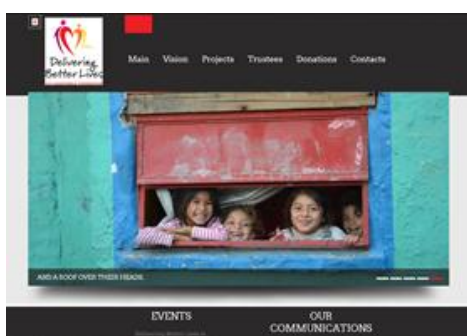 Delivering
Better Lives
Main Vision Projects Trustees Donations Contacts
AND A ROOF OVER THEIR HEADS.
EVENTS
OUR
COMMUNICATIONS